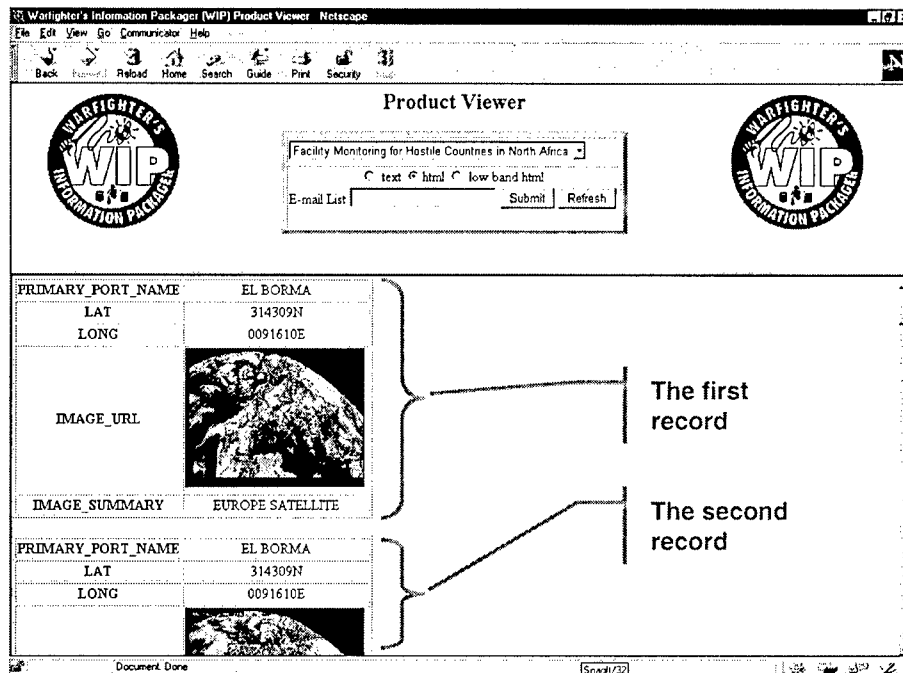 Warfighter's Information Packager (WIP) Product Viewer Netscape
File Edit View Go Communicator Help
Back Forward Reload Home Search Guide Print Security
N
WARFIGHTER'S
WIP
INFORMATION PACKAGER
Product Viewer
Facility Monitoring for Hostile Countries in North Africa
text html low band html
E-mail List Submit Refresh
WARFIGHTER'S
WIP
INFORMATION PACKAGER
PRIMARY_PORT_NAME EL BORMA
LAT 314309N
LONG 0091610E
IMAGE_URL
IMAGE_SUMMARY EUROPE SATELLITE
The first
record
PRIMARY_PORT_NAME EL BORMA
LAT 314309N
LONG 0091610E
The second
record
Document: Done
SnagIt/32